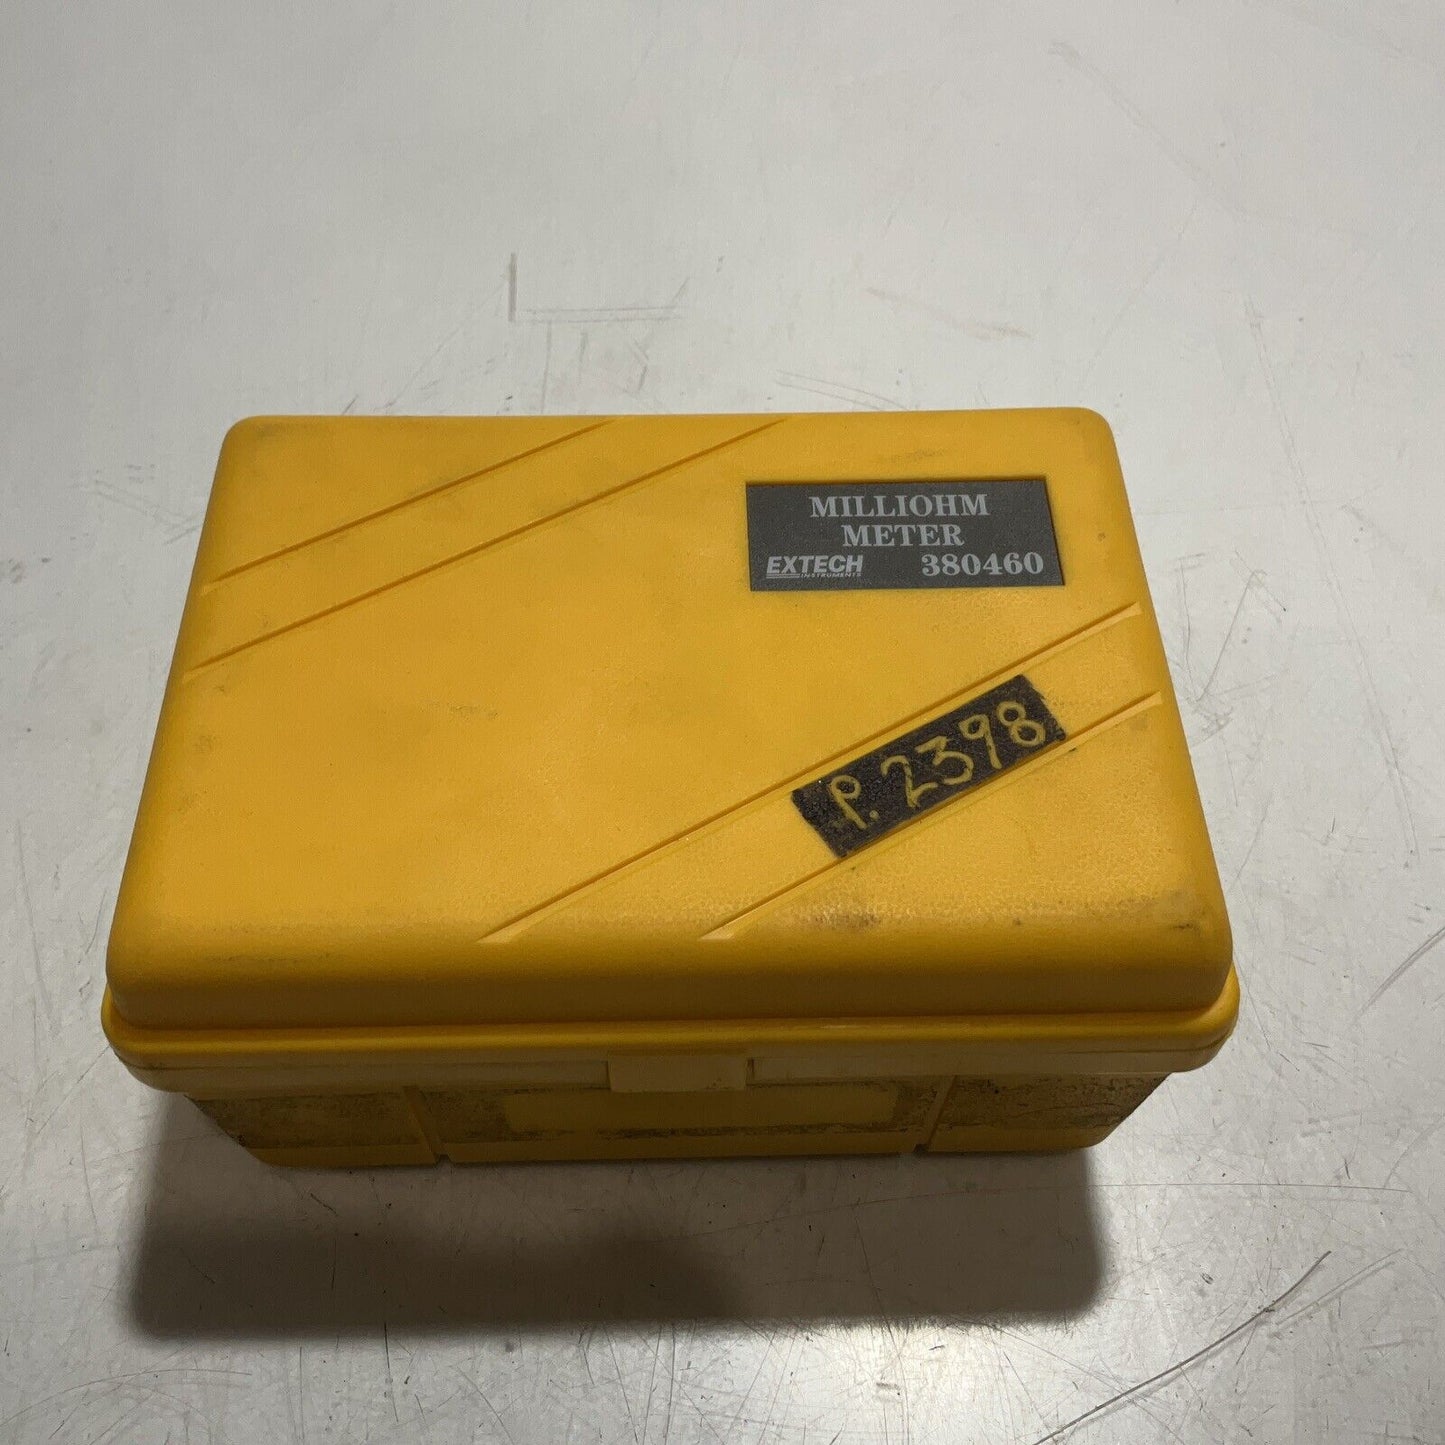 MILLIOHM
METER
EXTECH 380460
INSTRUMENTS
P. 2398